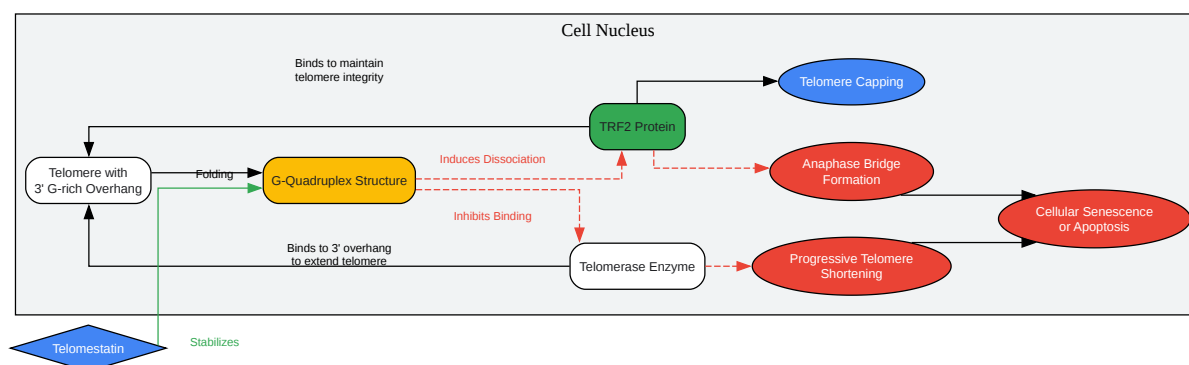 Cell Nucleus
Binds to maintain
telomere integrity
Telomere Capping
TRF2 Protein
Induces Dissociation
Anaphase Bridge
Formation
Telomere with
3' G-rich Overhang
Folding
G-Quadruplex Structure
Inhibits Binding
Cellular Senescence
or Apoptosis
Binds to 3' overhang
to extend telomere
Telomerase Enzyme
Progressive Telomere
Shortening
Telomestatin
Stabilizes